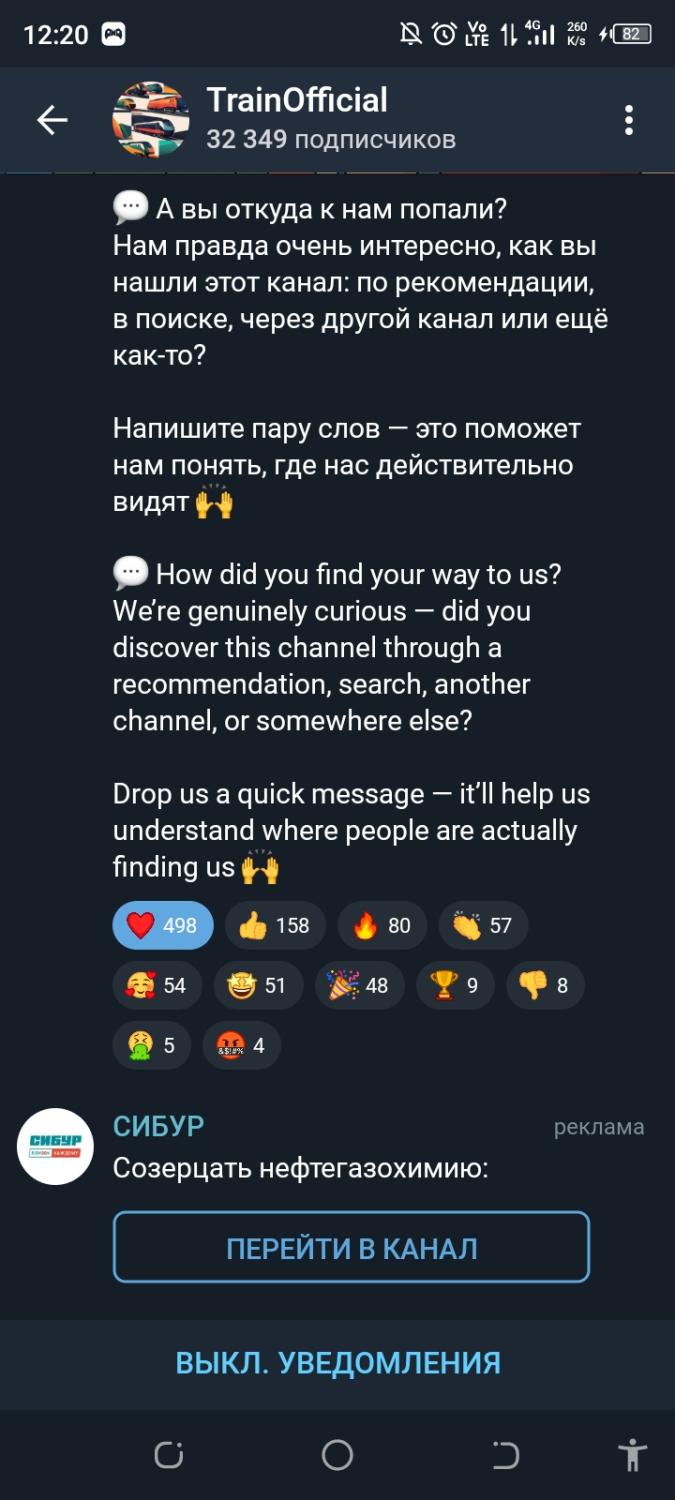 12:20
Vo
LTE
4G
260
K/s
82
TrainOfficial
32 349 подписчиков
💬 А вы откуда к нам попали?
Нам правда очень интересно, как вы
нашли этот канал: по рекомендации,
в поиске, через другой канал или ещё
как-то?
Напишите пару слов — это поможет
нам понять, где нас действительно
видят 🙌
💬 How did you find your way to us?
We’re genuinely curious — did you
discover this channel through a
recommendation, search, another
channel, or somewhere else?
Drop us a quick message — it’ll help us
understand where people are actually
finding us 🙌
❤️ 498 👍 158 🔥 80 👏 57
🥰 54 🤩 51 🎉 48 🏆 9 👎 8
🤮 5 🤬 4
СИБУР
реклама
СИБУР
Созерцать нефтегазохимию:
ПЕРЕЙТИ В КАНАЛ
ВЫКЛ. УВЕДОМЛЕНИЯ